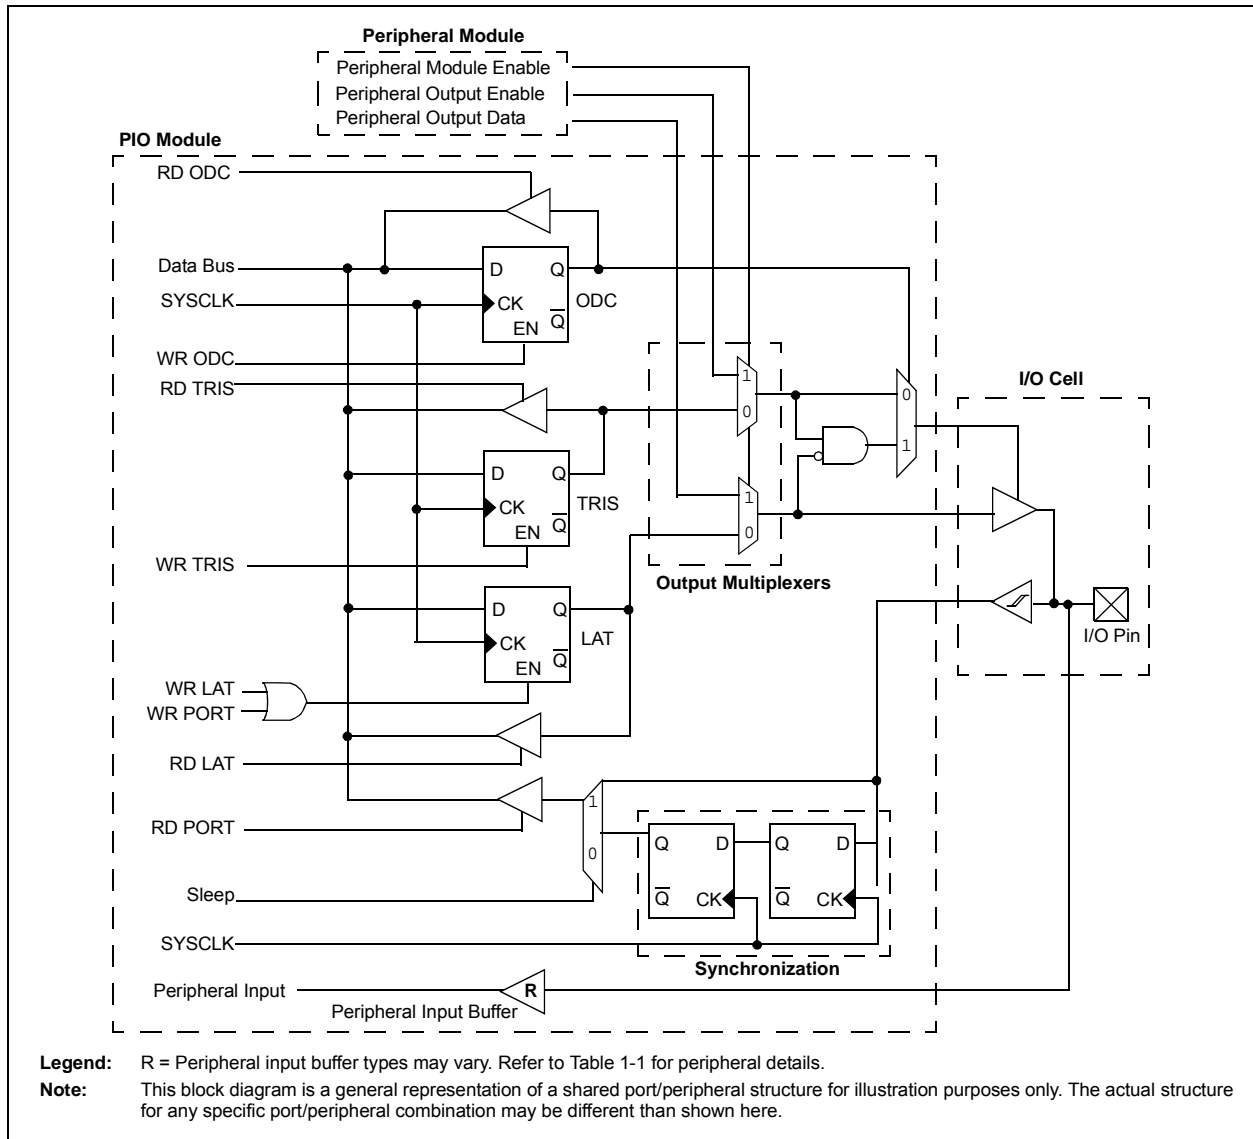 Peripheral Module
Peripheral Module Enable
Peripheral Output Enable
Peripheral Output Data
PIO Module
RD ODC
Data Bus
D Q
SYSCLK
CK
ODC
EN Q
WR ODC
RD TRIS
1
0
0
1
I/O Cell
D Q
CK
TRIS
EN Q
WR TRIS
1
0
Output Multiplexers
D Q
CK
LAT
EN Q
I/O Pin
WR LAT
WR PORT
RD LAT
1
RD PORT
0
Q D
Q CK
Q D
Q CK
Sleep
SYSCLK
Synchronization
Peripheral Input
R
Peripheral Input Buffer
Legend: R = Peripheral input buffer types may vary. Refer to Table 1-1 for peripheral details.
Note: This block diagram is a general representation of a shared port/peripheral structure for illustration purposes only. The actual structure
for any specific port/peripheral combination may be different than shown here.